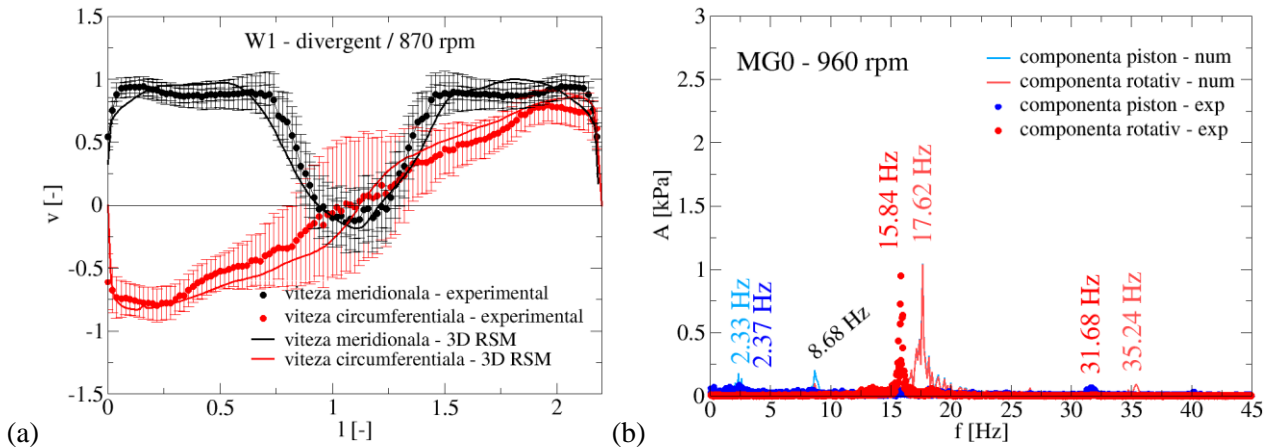 W1 - divergent / 870 rpm
1.5
1
0.5
0
-0.5
-1
-1.5
v [-]
viteza meridionala - experimental
viteza circumferentiala - experimental
viteza meridionala - 3D RSM
viteza circumferentiala - 3D RSM
0
0.5
1
1.5
2
l [-]
(a)
MG0 - 960 rpm
componenta piston - num
componenta rotativ - num
componenta piston - exp
componenta rotativ - exp
3
2.5
2
1.5
1
0.5
0
A [kPa]
2.33 Hz
2.37 Hz
8.68 Hz
15.84 Hz
17.62 Hz
31.68 Hz
35.24 Hz
0
5
10
15
20
25
30
35
40
45
f [Hz]
(b)